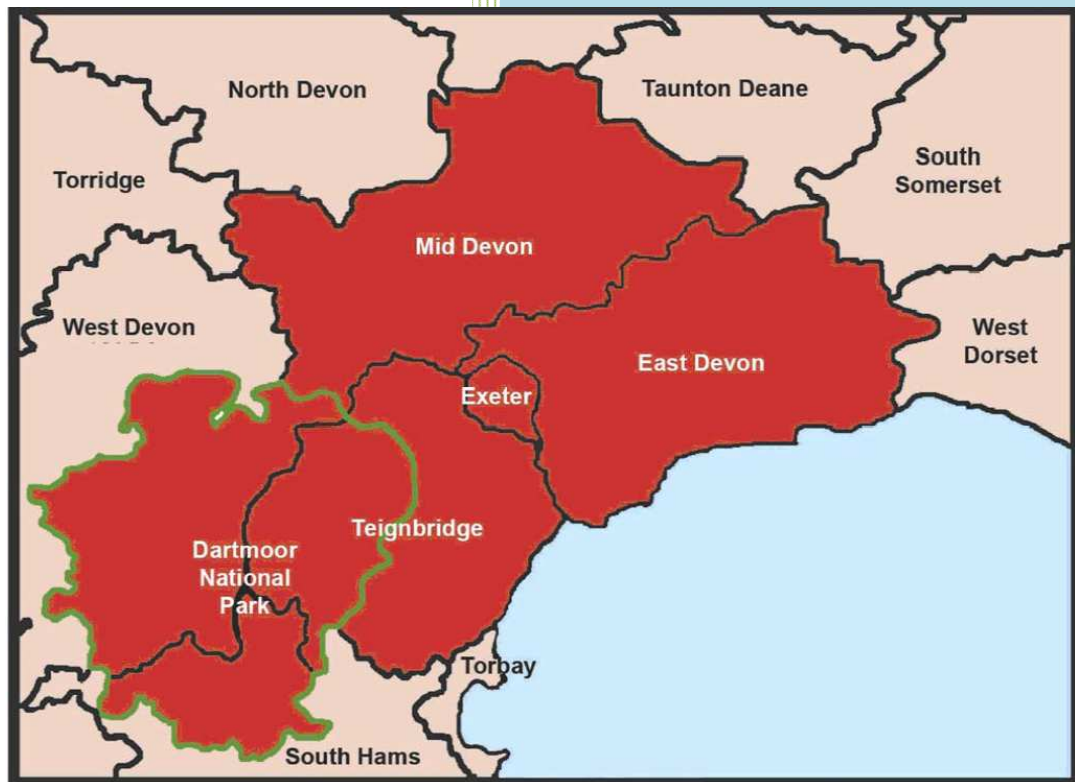 North Devon
Taunton Deane
Torridge
South
Somerset
Mid Devon
West Devon
West
Dorset
East Devon
Exeter
Teignbridge
Dartmoor
National
Park
Torbay
South Hams